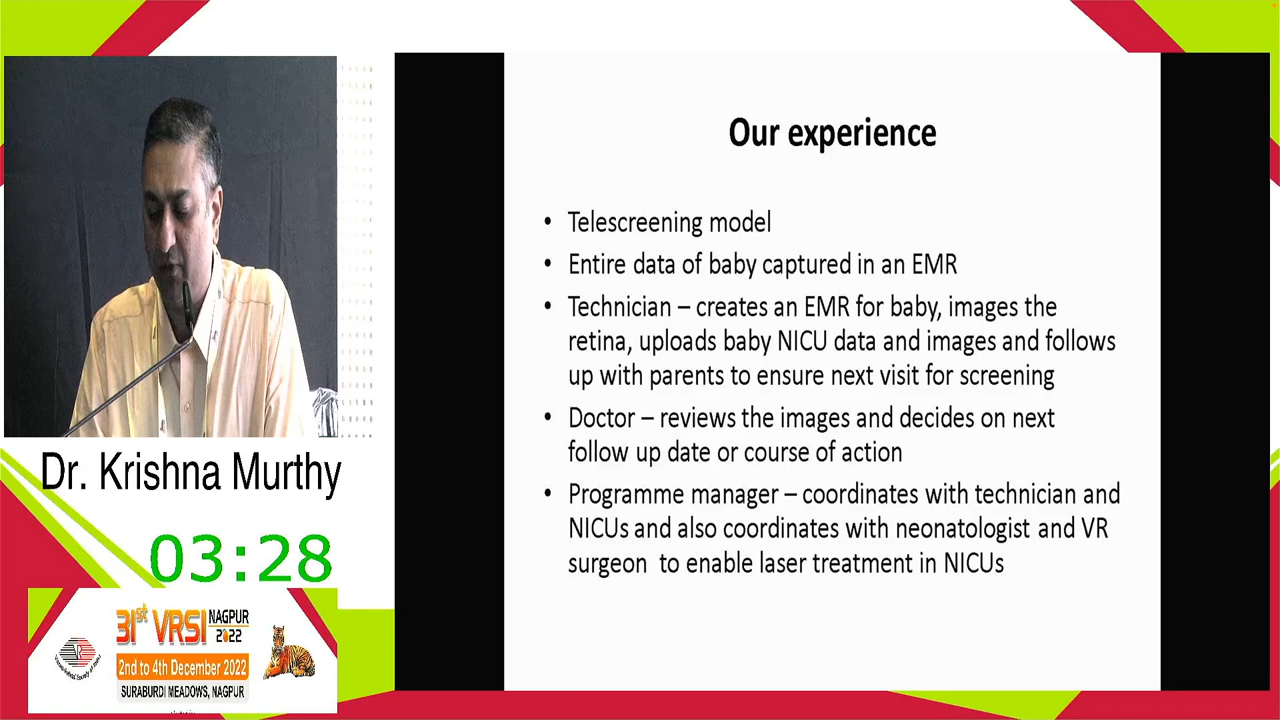 Our experience
• Telescreening model
• Entire data of baby captured in an EMR
• Technician – creates an EMR for baby, images the
retina, uploads baby NICU data and images and follows
up with parents to ensure next visit for screening
• Doctor – reviews the images and decides on next
follow up date or course of action
• Programme manager – coordinates with technician and
NICUs and also coordinates with neonatologist and VR
surgeon to enable laser treatment in NICUs
Dr. Krishna Murthy
03:28
31st VRSI NAGPUR
2022
2nd to 4th December 2022
SURABURDI MEADOWS, NAGPUR